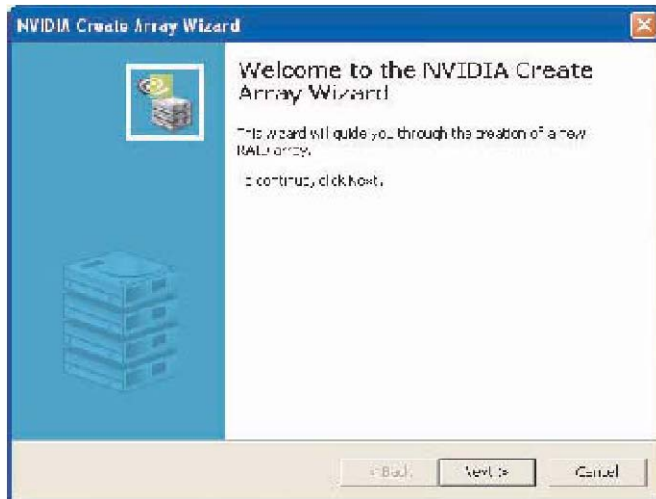 NVIDIA Create Array Wizard
Welcome to the NVIDIA Create
Array Wizard
This wizard will guide you through the creation of a new
RAID array.
To continue, click Next.
< Back
Next >
Cancel